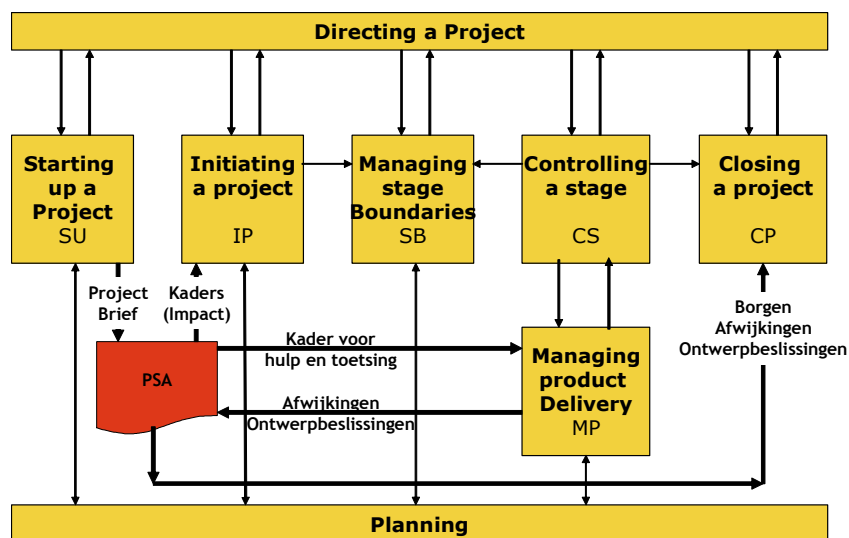 Directing a Project
Starting
up a
Project
SU
Initiating
a project
IP
Managing
stage
Boundaries
SB
Controlling
a stage
CS
Closing
a project
CP
Project
Brief
Kaders
(Impact)
Borgen
Afwijkingen
Ontwerpbeslissingen
Kader voor
hulp en toetsing
PSA
Managing
product
Delivery
MP
Afwijkingen
Ontwerpbeslissingen
Planning